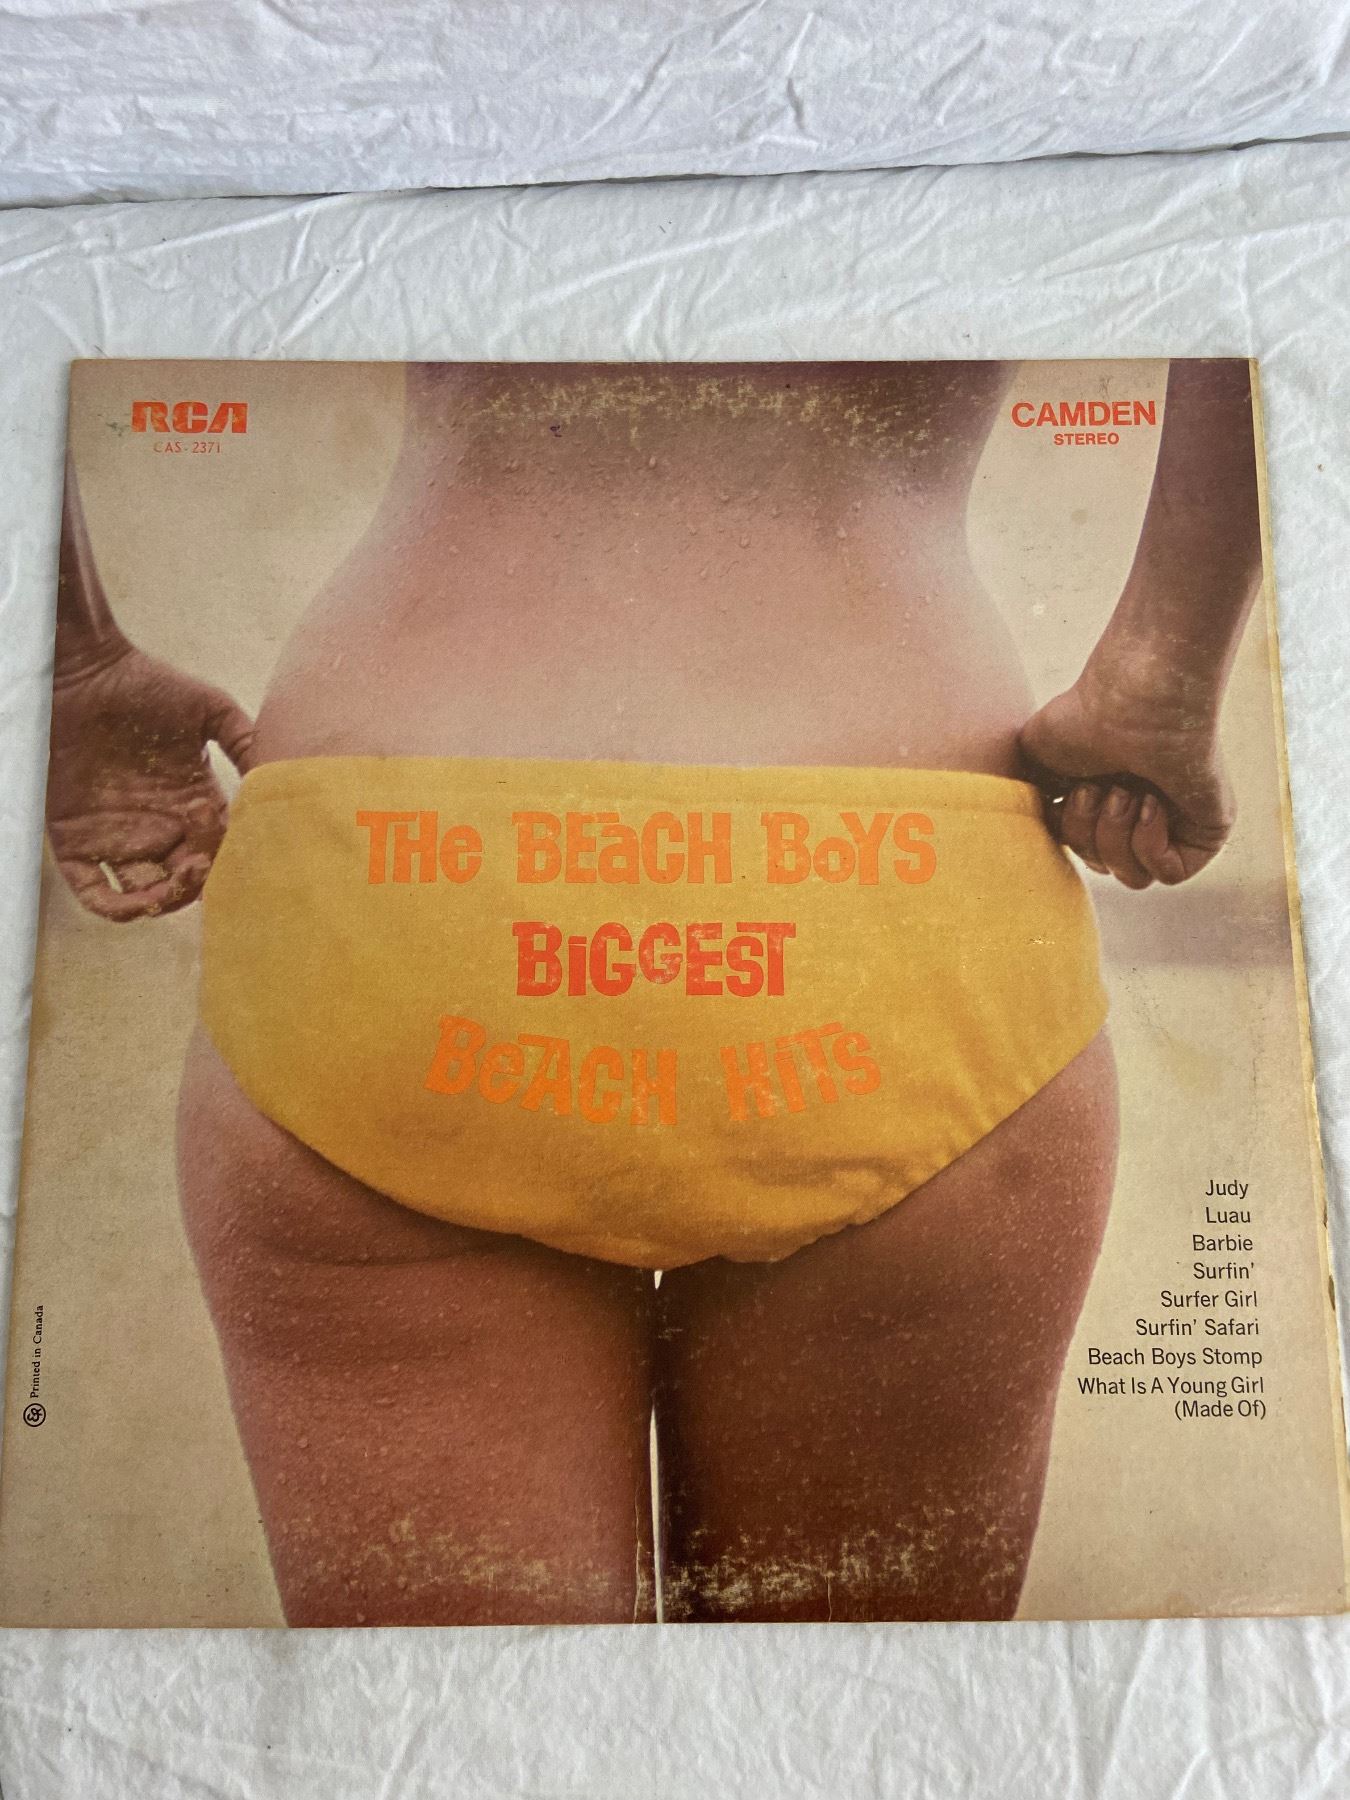 RCA
CAS-2371
CAMDEN
STEREO
THe BEaCH BoYS
BiGGEST
BeACH HiTS
Judy
Luau
Barbie
Surfin'
Surfer Girl
Surfin' Safari
Beach Boys Stomp
What Is A Young Girl
(Made Of)
Printed in Canada